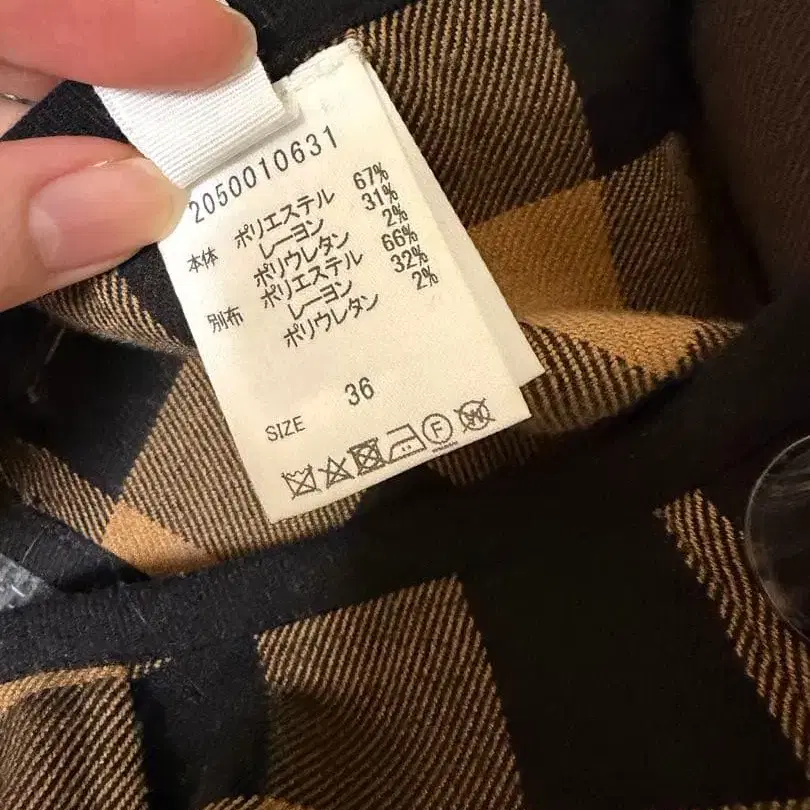 2050010631
本体 ポリエステル 67%
レーヨン 31%
ポリウレタン 2%
別布 ポリエステル 66%
レーヨン 32%
ポリウレタン 2%
SIZE 36
F W